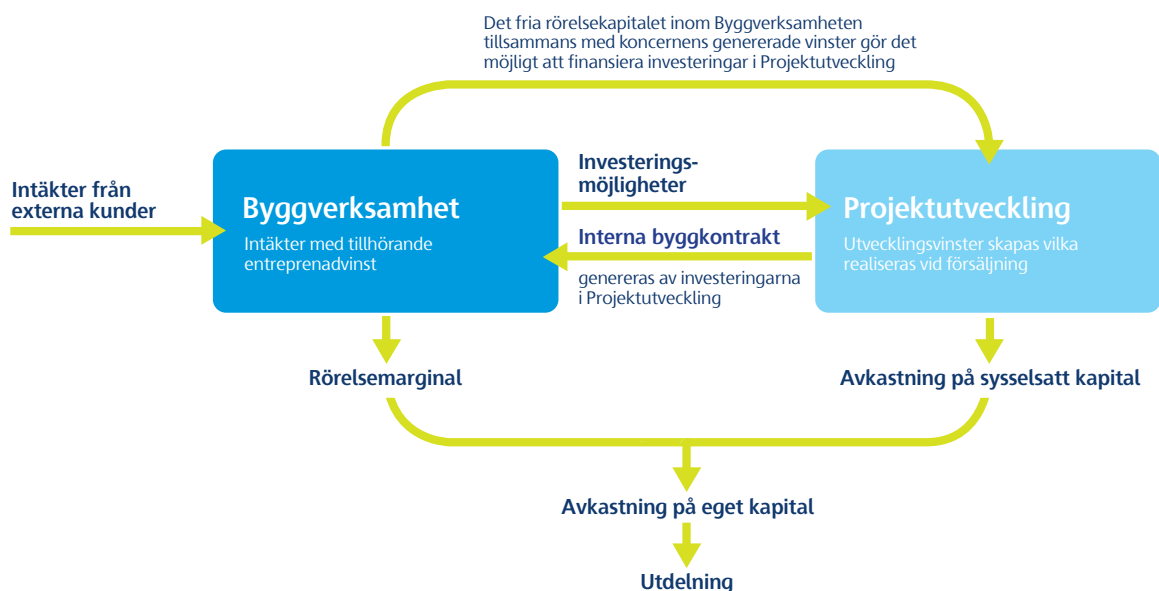 Det fria rörelsekapitalet inom Byggverksamheten
tillsammans med koncernens genererade vinster gör det
möjligt att finansiera investeringar i Projektutveckling
Intäkter från
externa kunder
Byggverksamhet
Intäkter med tillhörande
entreprenadvinst
Investerings-
möjligheter
Interna byggkontrakt
genereras av investeringarna
i Projektutveckling
Projektutveckling
Utvecklingsvinster skapas vilka
realiseras vid försäljning
Rörelsemarginal
Avkastning på sysselsatt kapital
Avkastning på eget kapital
Utdelning